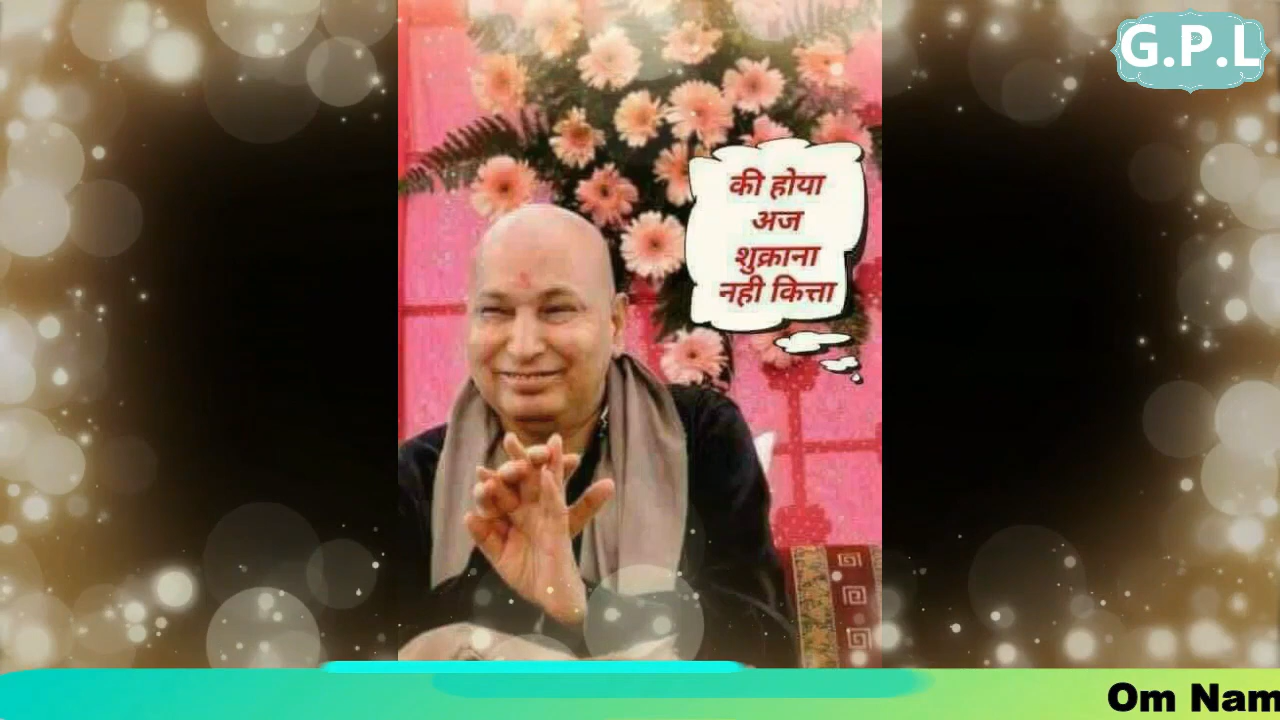 G.P.L
की होया
अज
शुक्राना
नही कित्ता
Om Nam